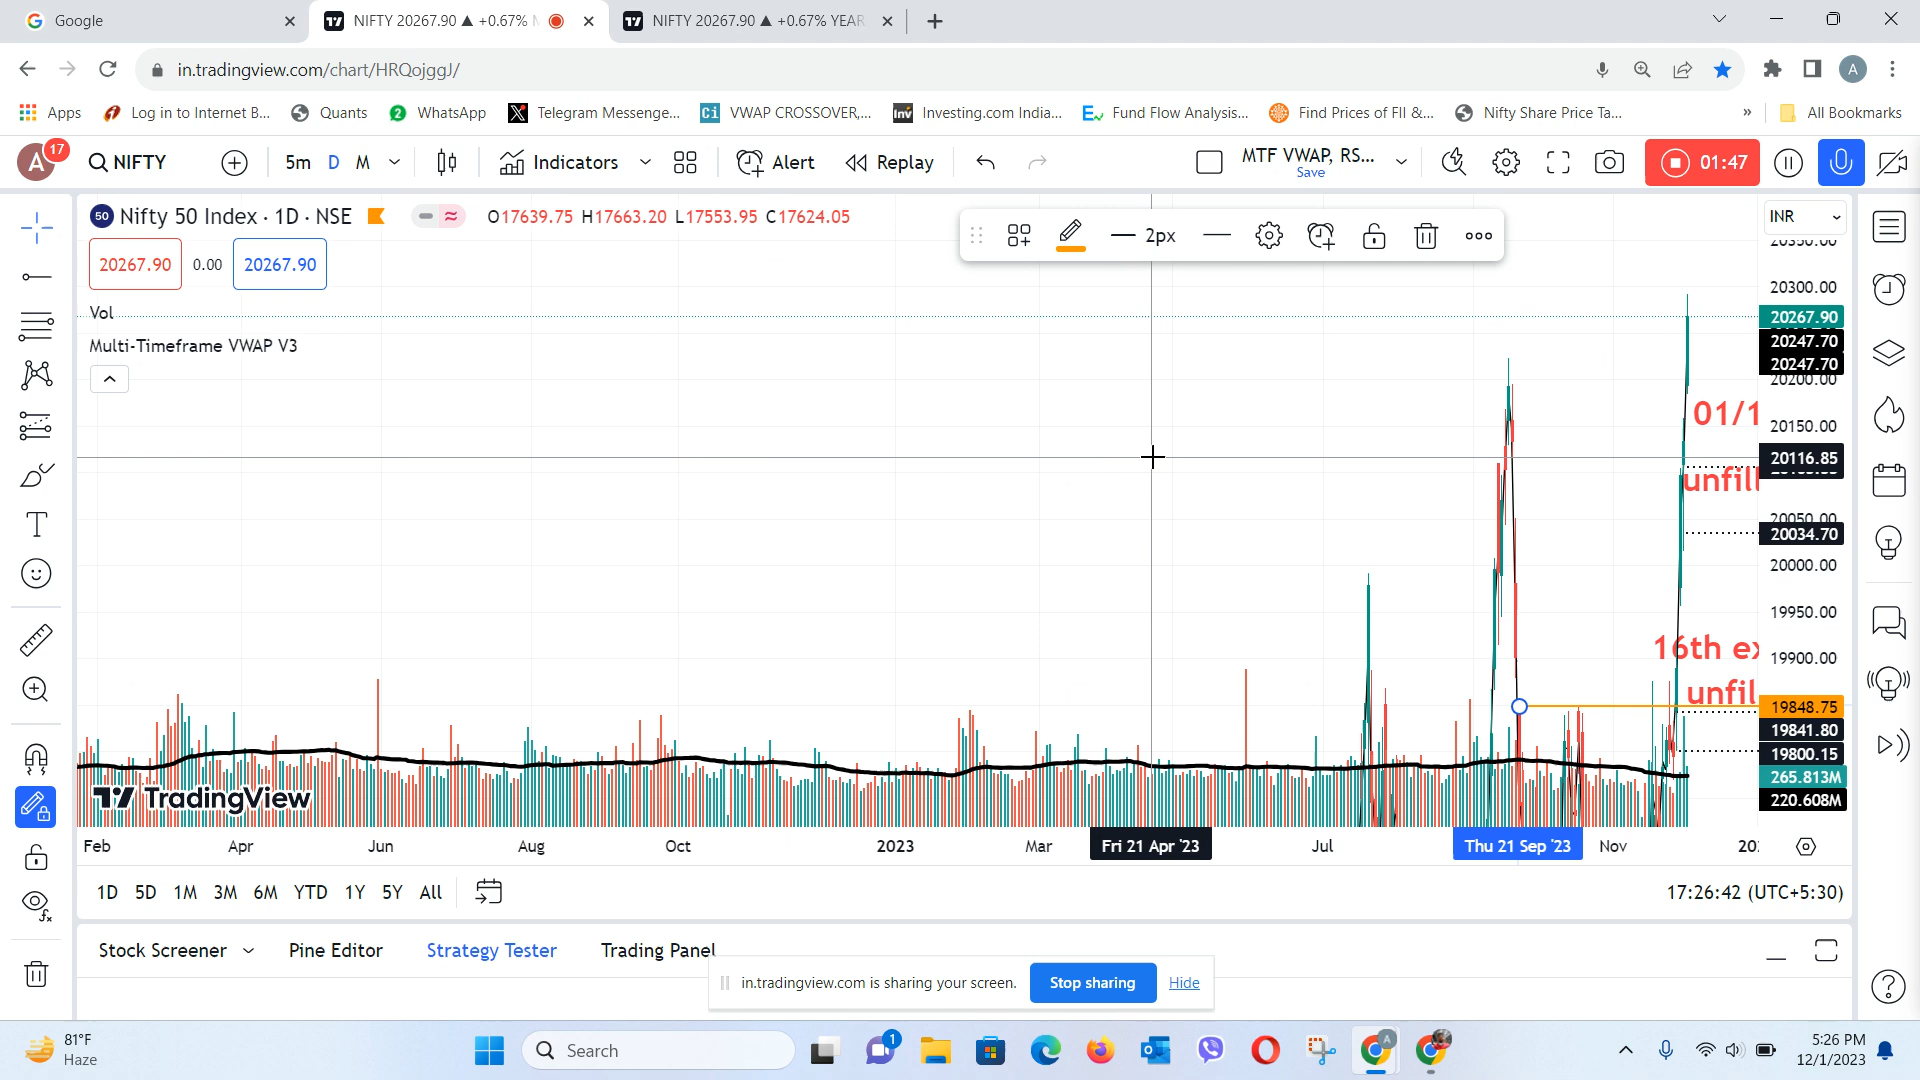 Google
NIFTY 20267.90 ▲ +0.67%
NIFTY 20267.90 ▲ +0.67% YEAR
in.tradingview.com/chart/HRQojggJ/
A
Apps
Log in to Internet B...
Quants
WhatsApp
Telegram Messenge...
VWAP CROSSOVER,...
Investing.com India...
Fund Flow Analysis...
Find Prices of FII &...
Nifty Share Price Ta...
»
All Bookmarks
A
17
NIFTY
5m
D
M
Indicators
Alert
Replay
MTF VWAP, RS...
Save
01:47
50
Nifty 50 Index · 1D · NSE
O17639.75 H17663.20 L17553.95 C17624.05
2px
INR
20267.90
0.00
20267.90
Vol
Multi-Timeframe VWAP V3
20350.00
20300.00
20267.90
20247.70
20247.70
20200.00
01/1
20150.00
20116.85
unfill
20050.00
20034.70
20000.00
19950.00
16th ex
19900.00
unfil
19848.75
19841.80
19800.15
265.813M
220.608M
TradingView
Feb
Apr
Jun
Aug
Oct
2023
Mar
Fri 21 Apr '23
Jul
Thu 21 Sep '23
Nov
20
1D
5D
1M
3M
6M
YTD
1Y
5Y
All
17:26:42 (UTC+5:30)
Stock Screener
Pine Editor
Strategy Tester
Trading Panel
in.tradingview.com is sharing your screen.
Stop sharing
Hide
81°F
Haze
Search
1
A
5:26 PM
12/1/2023